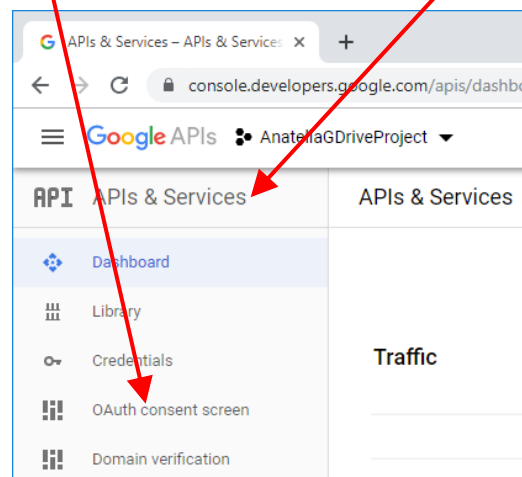 G APIs & Services – APIs & Services
console.developers.google.com/apis/dashbo
Google APIs AnatellaGDriveProject
API APIs & Services APIs & Services
Dashboard
Library
Credentials
Traffic
OAuth consent screen
Domain verification